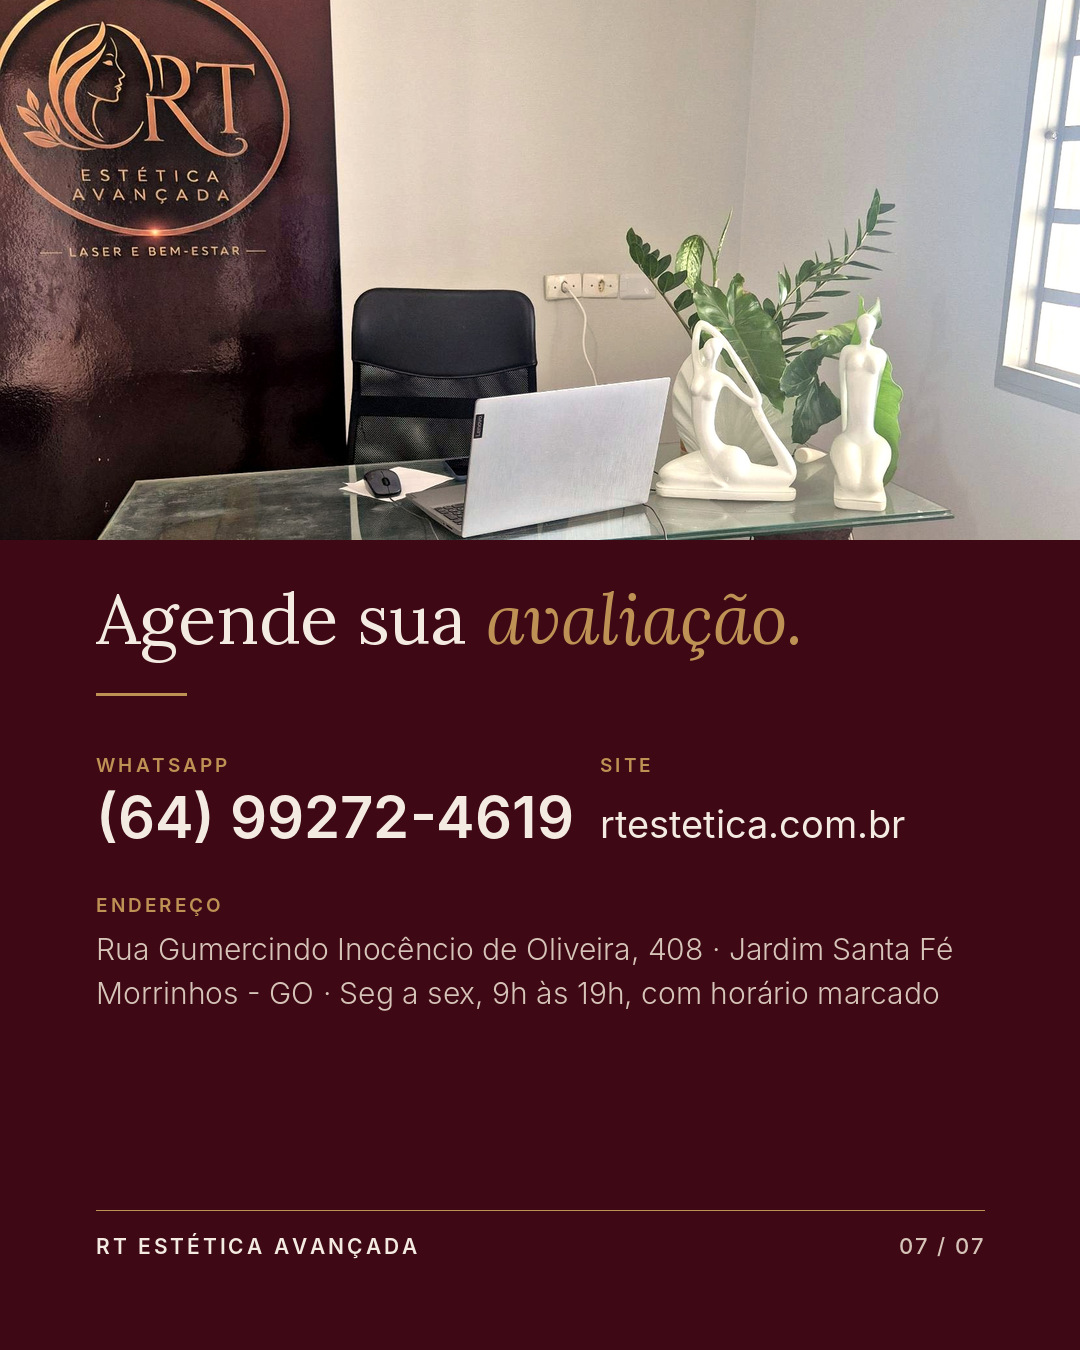 RT
ESTÉTICA
AVANÇADA
LASER E BEM-ESTAR
Agende sua avaliação.
WHATSAPP
(64) 99272-4619
SITE
rtestetica.com.br
ENDEREÇO
Rua Gumercindo Inocêncio de Oliveira, 408 · Jardim Santa Fé
Morrinhos - GO · Seg a sex, 9h às 19h, com horário marcado
RT ESTÉTICA AVANÇADA
07 / 07